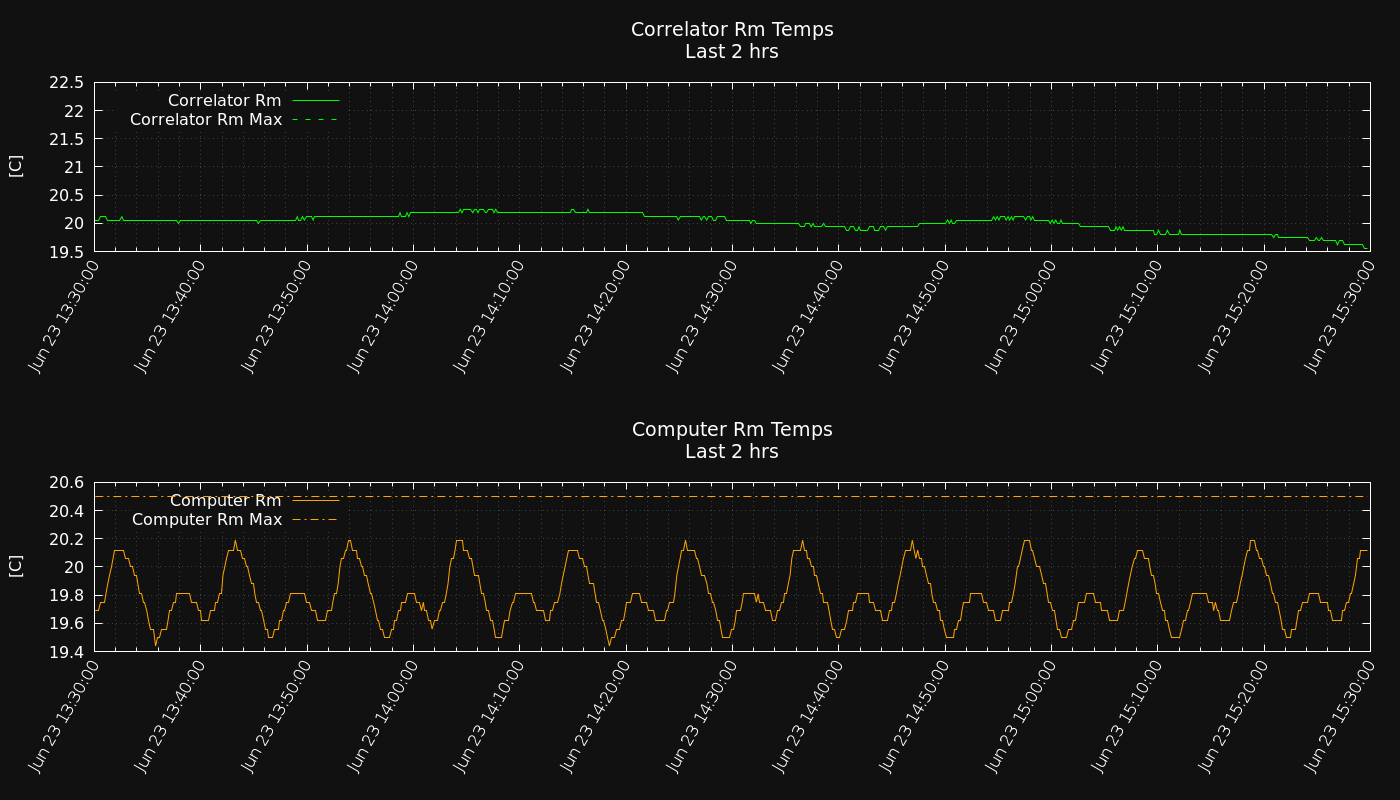 Correlator Rm Temps
Last 2 hrs
22.5
22
21.5
21
20.5
20
19.5
[C]
Correlator Rm
Correlator Rm Max
Jun 23 13:30:00
Jun 23 13:40:00
Jun 23 13:50:00
Jun 23 14:00:00
Jun 23 14:10:00
Jun 23 14:20:00
Jun 23 14:30:00
Jun 23 14:40:00
Jun 23 14:50:00
Jun 23 15:00:00
Jun 23 15:10:00
Jun 23 15:20:00
Jun 23 15:30:00
Computer Rm Temps
Last 2 hrs
20.6
20.4
20.2
20
19.8
19.6
19.4
[C]
Computer Rm
Computer Rm Max
Jun 23 13:30:00
Jun 23 13:40:00
Jun 23 13:50:00
Jun 23 14:00:00
Jun 23 14:10:00
Jun 23 14:20:00
Jun 23 14:30:00
Jun 23 14:40:00
Jun 23 14:50:00
Jun 23 15:00:00
Jun 23 15:10:00
Jun 23 15:20:00
Jun 23 15:30:00